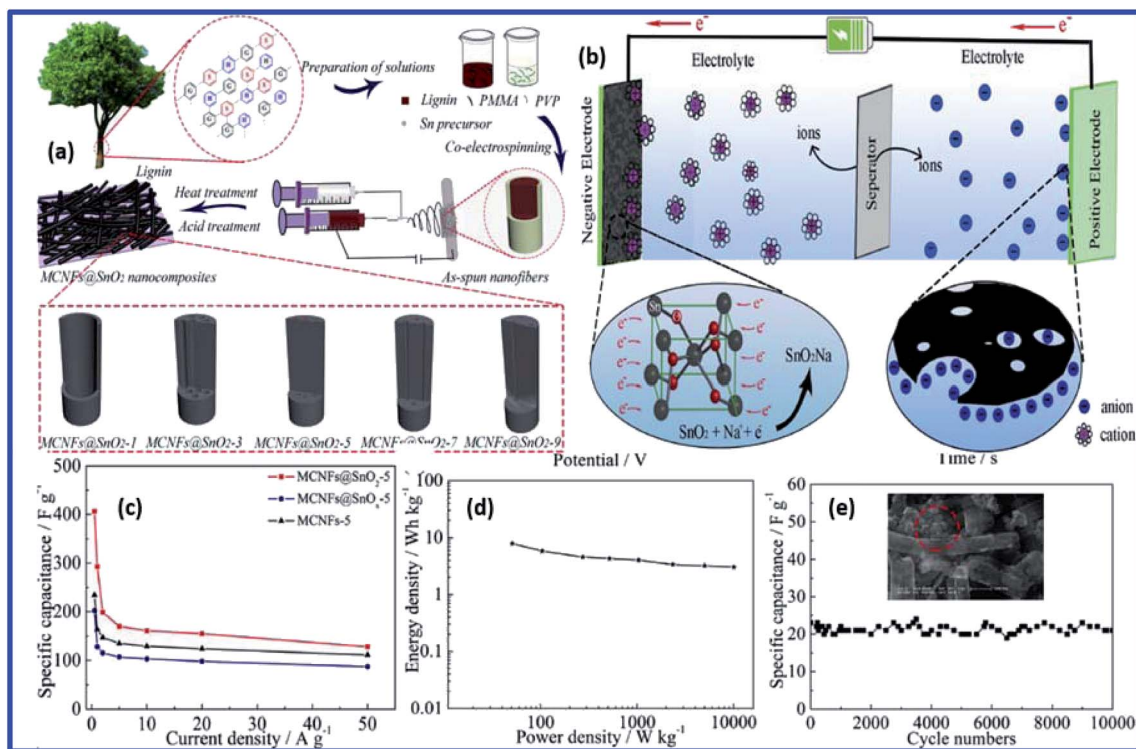 (a)
Preparation of solutions
Lignin PMMA PVP
Sn precursor
Co-electrospinning
Lignin
Heat treatment
Acid treatment
MCNFs@SnO₂ nanocomposites
As-spun nanofibers
MCNFs@SnO₂-1 MCNFs@SnO₂-3 MCNFs@SnO₂-5 MCNFs@SnO₂-7 MCNFs@SnO₂-9
(b)
e⁻
e⁻
Electrolyte
Electrolyte
Negative Electrode
ions
Seperator
ions
Positive Electrode
Sn
e⁻ e⁻
e⁻ e⁻
e⁻ e⁻
e⁻ e⁻
e⁻ e⁻
SnO₂Na
SnO₂ + Na⁺ + e⁻
anion
cation
Potential / V
Time / s
(c)
MCNFs@SnO₂-5
MCNFs@SnOₓ-5
MCNFs-5
Specific capacitance / F g⁻¹
500
400
300
200
100
0
0 10 20 30 40 50
Current density / A g⁻¹
(d)
Energy density / Wh kg⁻¹
100
10
1
0.1
0.01
100 1000 10000
Power density / W kg⁻¹
(e)
Specific capacitance / F g⁻¹
60
50
40
30
20
10
0
0 2000 4000 6000 8000 10000
Cycle numbers